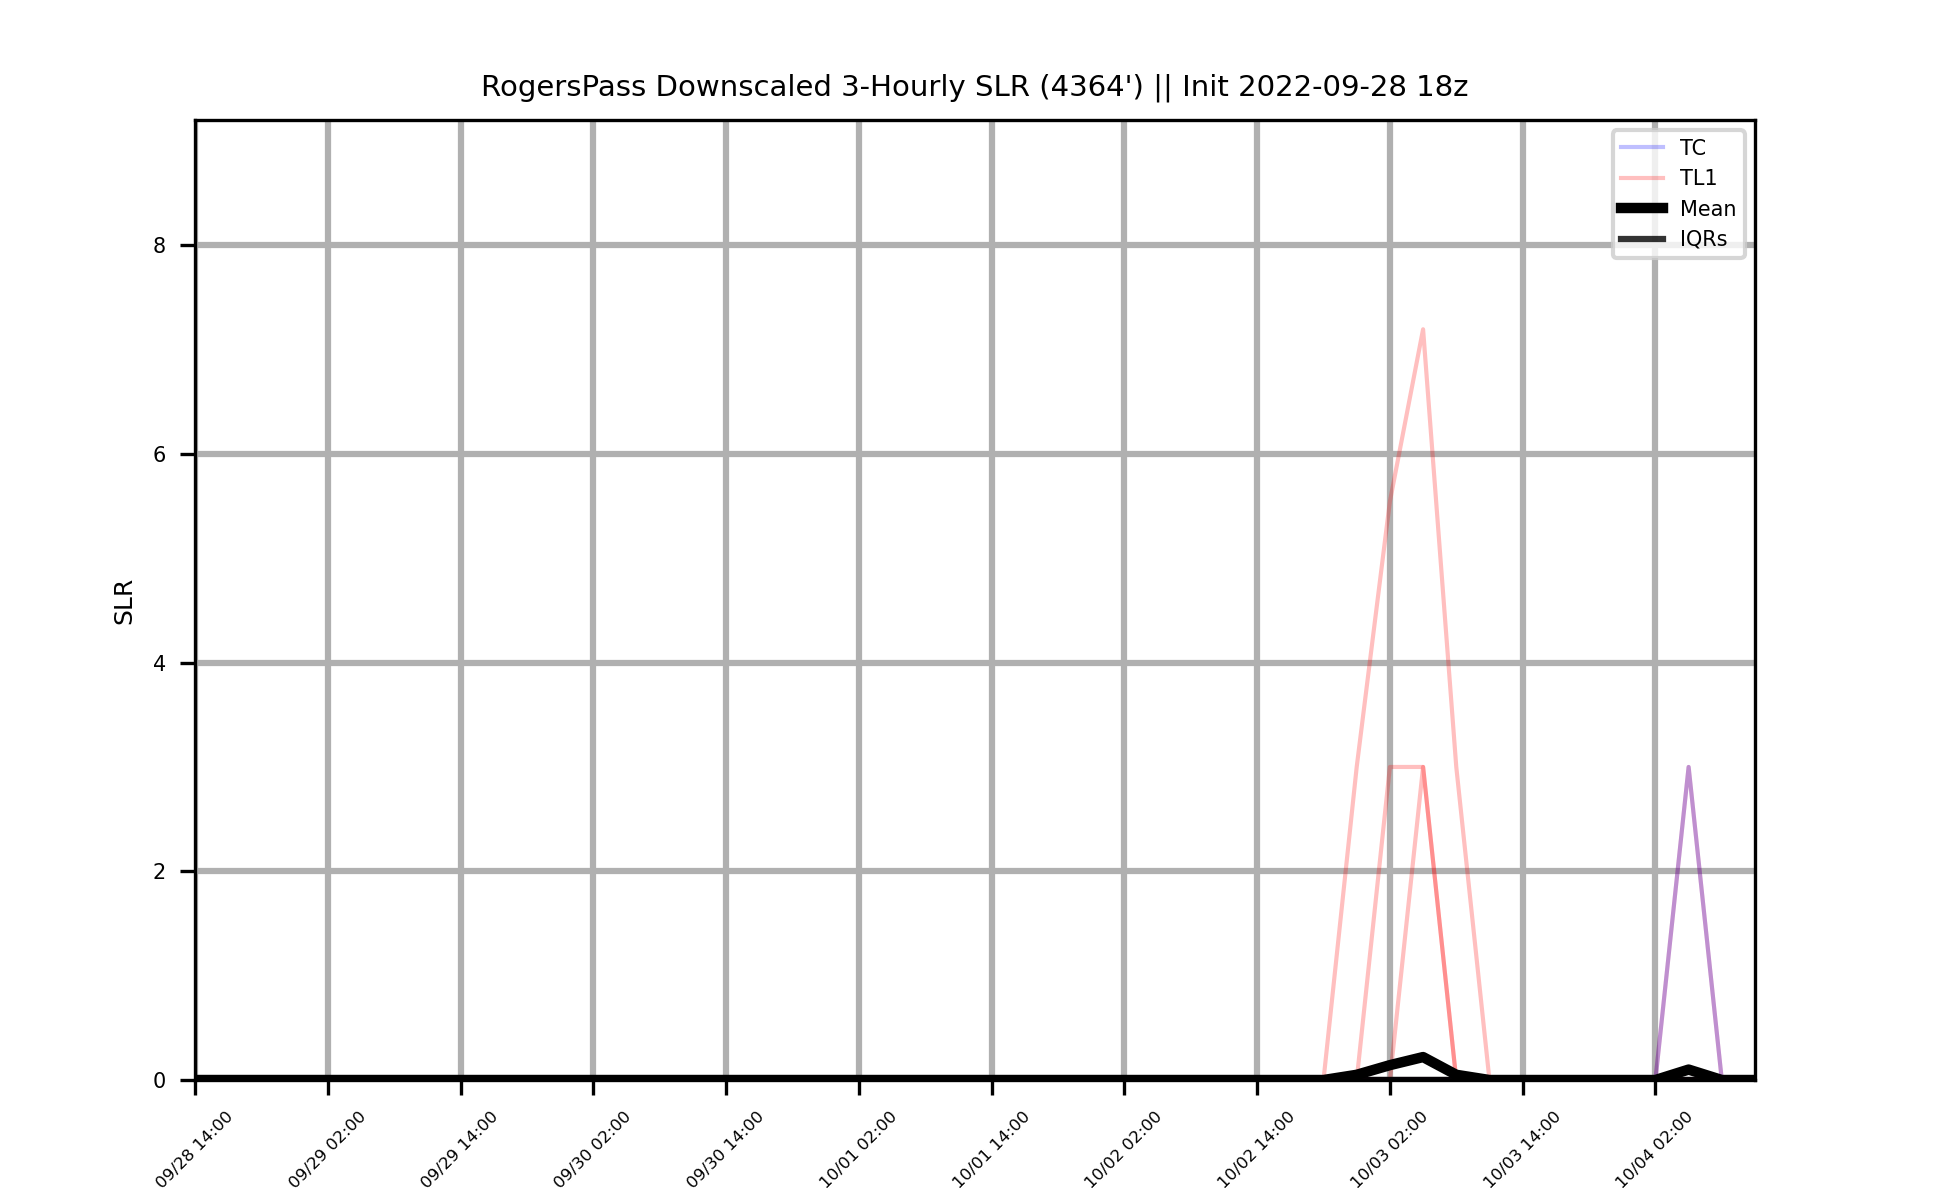 RogersPass Downscaled 3-Hourly SLR (4364') || Init 2022-09-28 18z
TC
TL1
Mean
IQRs
SLR
8
6
4
2
0
09/28 14:00
09/29 02:00
09/29 14:00
09/30 02:00
09/30 14:00
10/01 02:00
10/01 14:00
10/02 02:00
10/02 14:00
10/03 02:00
10/03 14:00
10/04 02:00